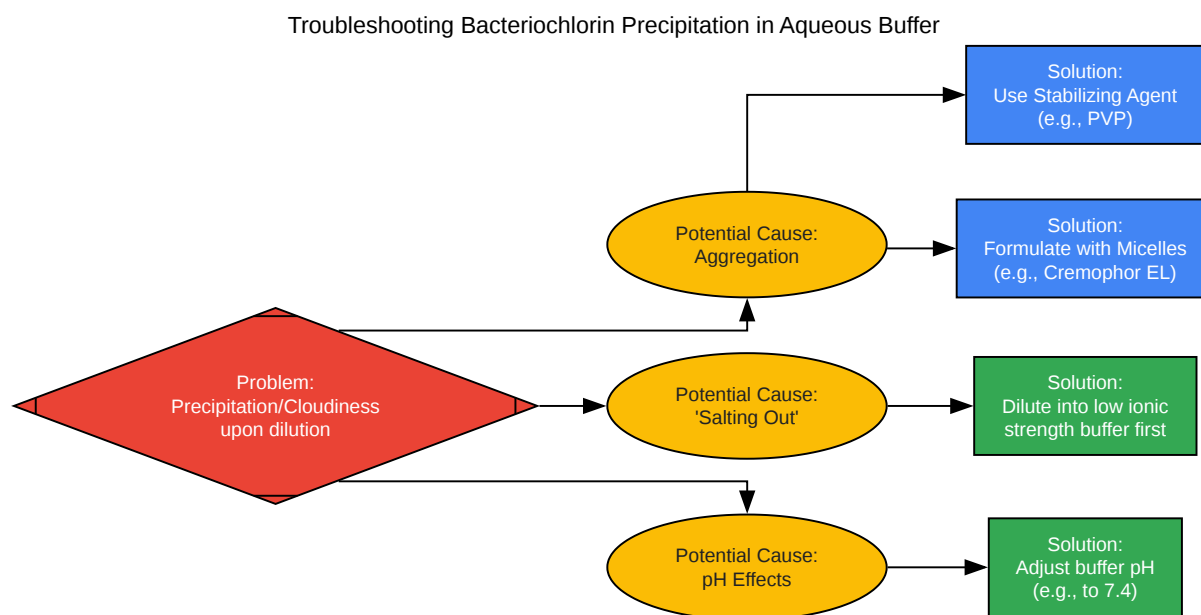 Troubleshooting Bacteriochlorin Precipitation in Aqueous Buffer
Solution:
Use Stabilizing Agent
(e.g., PVP)
Potential Cause:
Aggregation
Solution:
Formulate with Micelles
(e.g., Cremophor EL)
Problem:
Precipitation/Cloudiness
upon dilution
Potential Cause:
'Salting Out'
Solution:
Dilute into low ionic
strength buffer first
Potential Cause:
pH Effects
Solution:
Adjust buffer pH
(e.g., to 7.4)